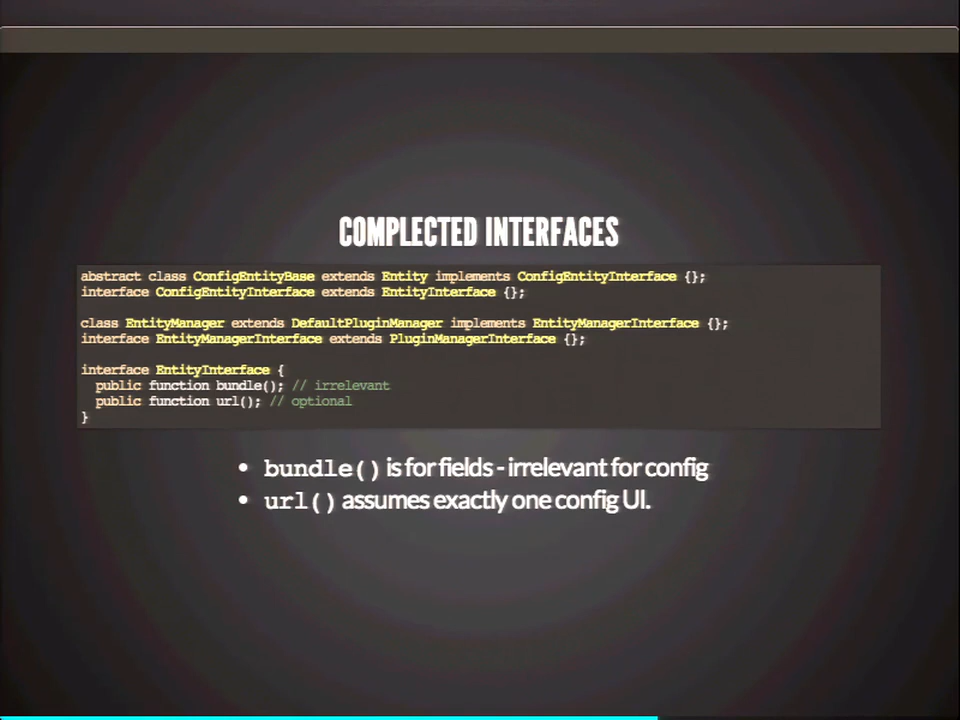 COMPLECTED INTERFACES
abstract class ConfigEntityBase extends Entity implements ConfigEntityInterface {};
interface ConfigEntityInterface extends EntityInterface {};
class EntityManager extends DefaultPluginManager implements EntityManagerInterface {};
interface EntityManagerInterface extends PluginManagerInterface {};
interface EntityInterface {
  public function bundle(); // irrelevant
  public function url(); // optional
}
• bundle() is for fields - irrelevant for config
• url() assumes exactly one config UI.